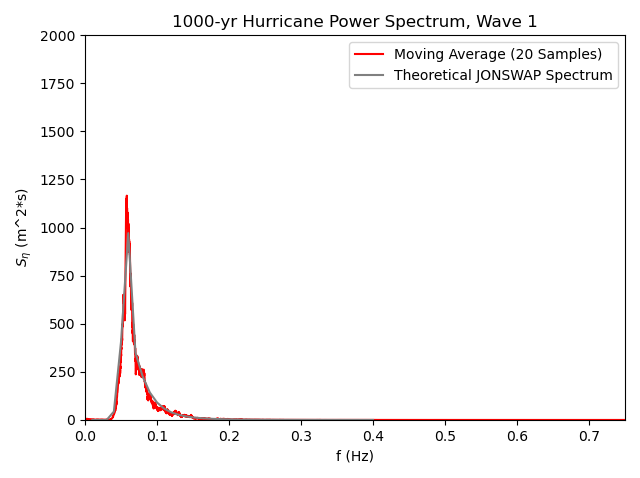 1000-yr Hurricane Power Spectrum, Wave 1
Moving Average (20 Samples)
Theoretical JONSWAP Spectrum
2000
1750
1500
1250
1000
750
500
250
0
S_η (m^2*s)
0.0 0.1 0.2 0.3 0.4 0.5 0.6 0.7
f (Hz)